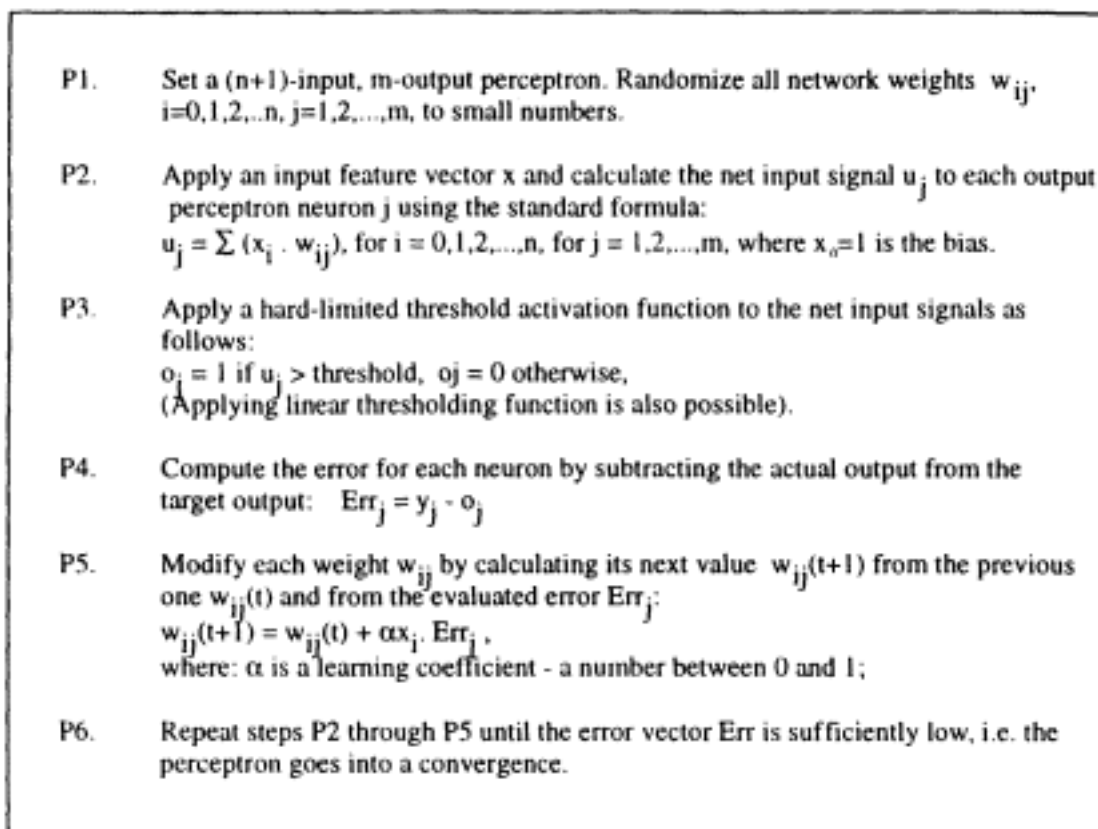 P1. Set a (n+1)-input, m-output perceptron. Randomize all network weights w_ij,
i=0,1,2,..n, j=1,2,...,m, to small numbers.
P2. Apply an input feature vector x and calculate the net input signal u_j to each output
perceptron neuron j using the standard formula:
u_j = ∑ (x_i . w_ij), for i = 0,1,2,...,n, for j = 1,2,...,m, where x_o=1 is the bias.
P3. Apply a hard-limited threshold activation function to the net input signals as
follows:
o_j = 1 if u_j > threshold, oj = 0 otherwise,
(Applying linear thresholding function is also possible).
P4. Compute the error for each neuron by subtracting the actual output from the
target output: Err_j = y_j - o_j
P5. Modify each weight w_ij by calculating its next value w_ij(t+1) from the previous
one w_ij(t) and from the evaluated error Err_j:
w_ij(t+1) = w_ij(t) + αx_i. Err_j ,
where: α is a learning coefficient - a number between 0 and 1;
P6. Repeat steps P2 through P5 until the error vector Err is sufficiently low, i.e. the
perceptron goes into a convergence.